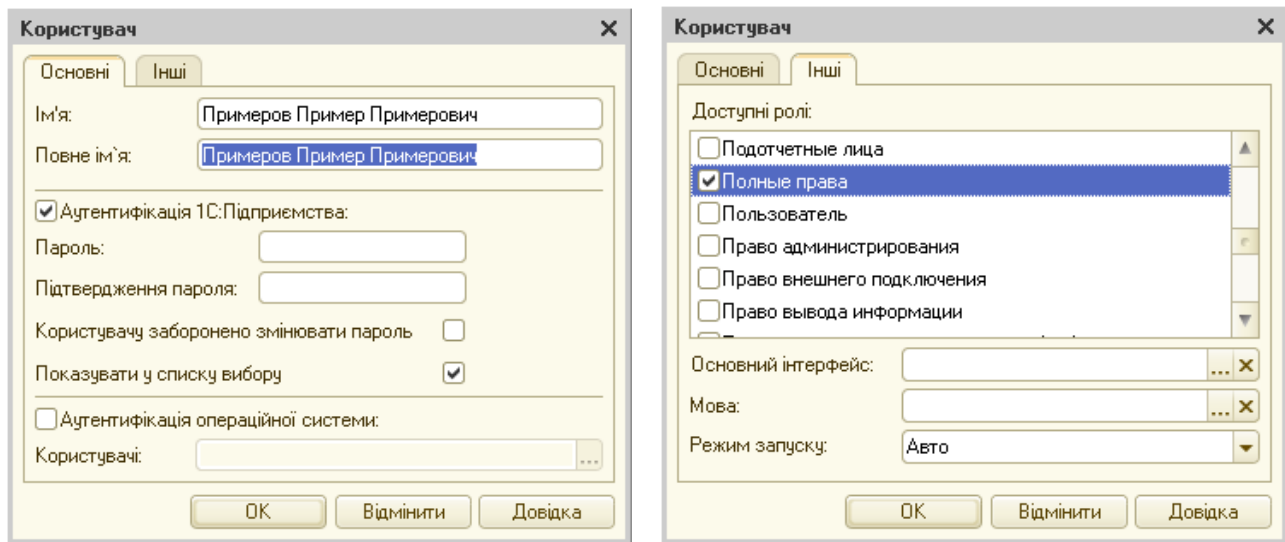 Користувач
Основні
Інші
Ім'я:
Примеров Пример Примерович
Повне ім`я:
Примеров Пример Примерович
Аутентифікація 1С:Підприємства:
Пароль:
Підтвердження пароля:
Користувачу заборонено змінювати пароль
Показувати у списку вибору
Аутентифікація операційної системи:
Користувачі:
...
ОК
Відмінити
Довідка
Користувач
Основні
Інші
Доступні ролі:
Подотчетные лица
Полные права
Пользователь
Право администрирования
Право внешнего подключения
Право вывода информации
Основний інтерфейс:
...
Мова:
...
Режим запуску:
Авто
ОК
Відмінити
Довідка